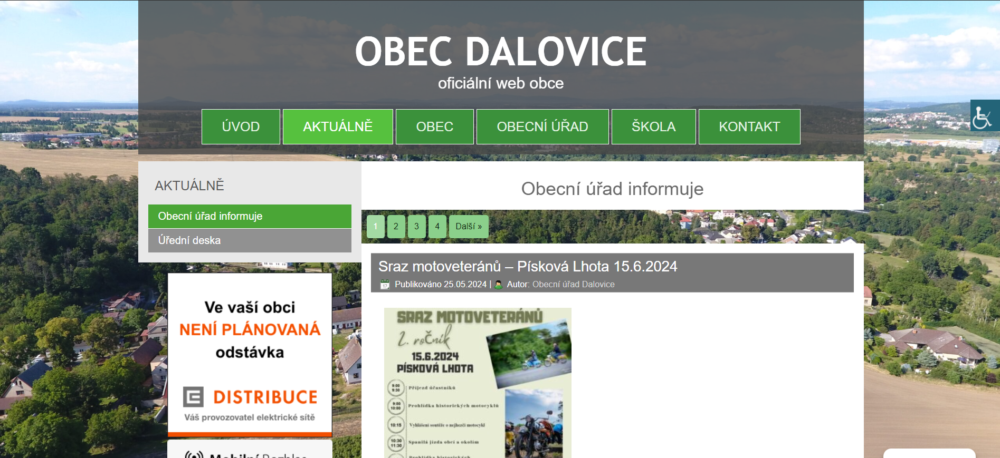 OBEC DALOVICE
oficiální web obce
ÚVOD
AKTUÁLNĚ
OBEC
OBECNÍ ÚŘAD
ŠKOLA
KONTAKT
AKTUÁLNĚ
Obecní úřad informuje
Úřední deska
Ve vaší obci
NENÍ PLÁNOVANÁ
odstávka
DISTRIBUCE
Váš provozovatel elektrické sítě
Obecní úřad informuje
1 2 3 4 Další »
Sraz motoveteránů – Písková Lhota 15.6.2024
Publikováno 25.05.2024 | Autor: Obecní úřad Dalovice
SRAZ MOTOVETERÁNŮ
2. ročník
15.6.2024
PÍSKOVÁ LHOTA
9:00 9:30 Příjezd účastníků
9:00 10:00 Prohlídka historických motocyklů
10:15 Vyhlášení soutěže o nejhezčí motocykl
10:30 11:30 Spanilá jízda obcí a okolím
Prohlídka historických